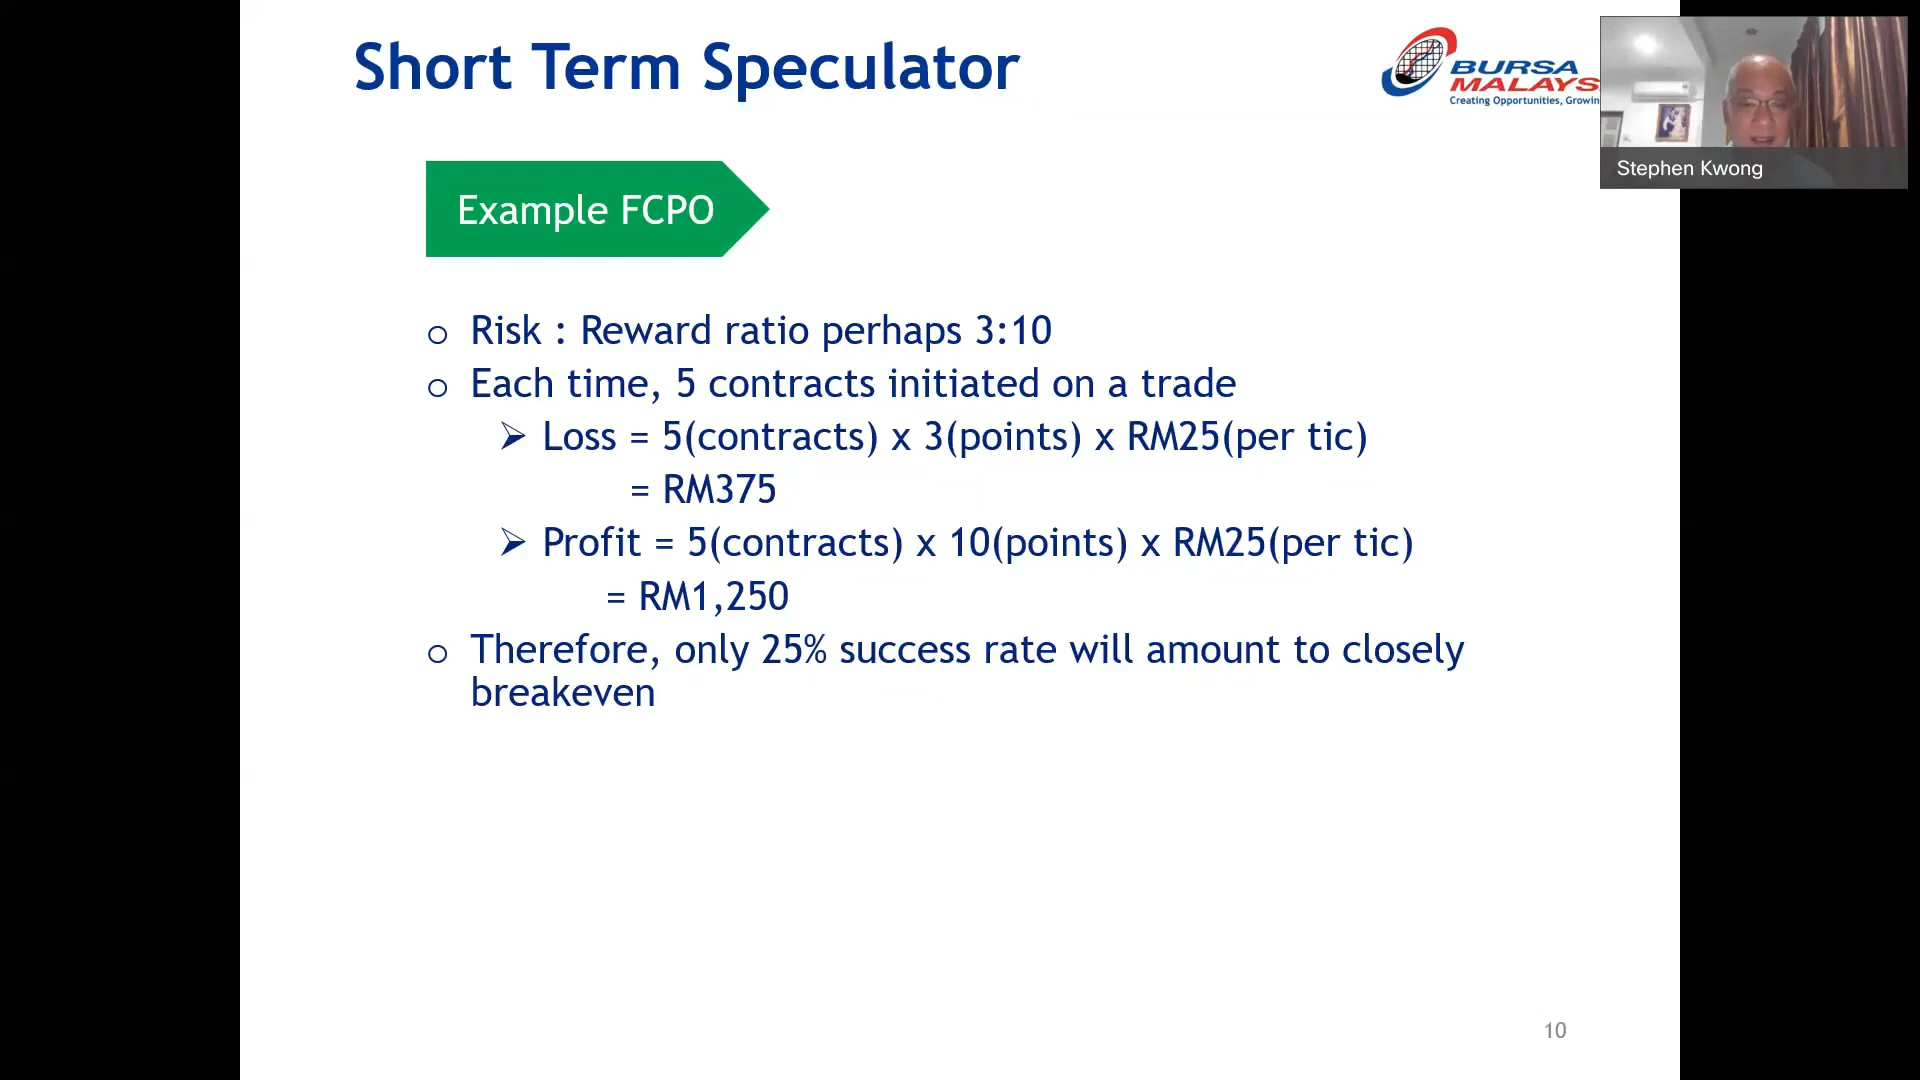 Short Term Speculator
BURSA
MALAYS
Creating Opportunities, Growin
Stephen Kwong
Example FCPO
o Risk : Reward ratio perhaps 3:10
o Each time, 5 contracts initiated on a trade
➢ Loss = 5(contracts) x 3(points) x RM25(per tic)
= RM375
➢ Profit = 5(contracts) x 10(points) x RM25(per tic)
= RM1,250
o Therefore, only 25% success rate will amount to closely
breakeven
10